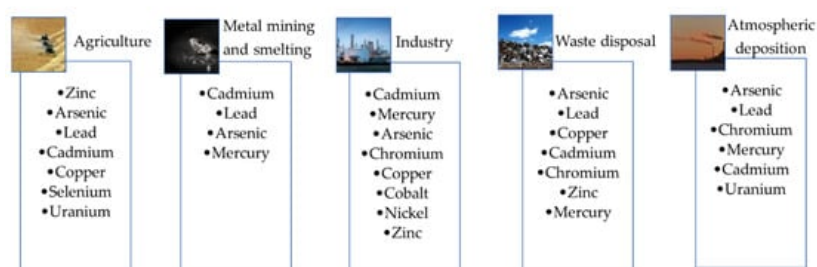 Agriculture
•Zinc
•Arsenic
•Lead
•Cadmium
•Copper
•Selenium
•Uranium
Metal mining
and smelting
•Cadmium
•Lead
•Arsenic
•Mercury
Industry
•Cadmium
•Mercury
•Arsenic
•Chromium
•Copper
•Cobalt
•Nickel
•Zinc
Waste disposal
•Arsenic
•Lead
•Copper
•Cadmium
•Chromium
•Zinc
•Mercury
Atmospheric
deposition
•Arsenic
•Lead
•Chromium
•Mercury
•Cadmium
•Uranium